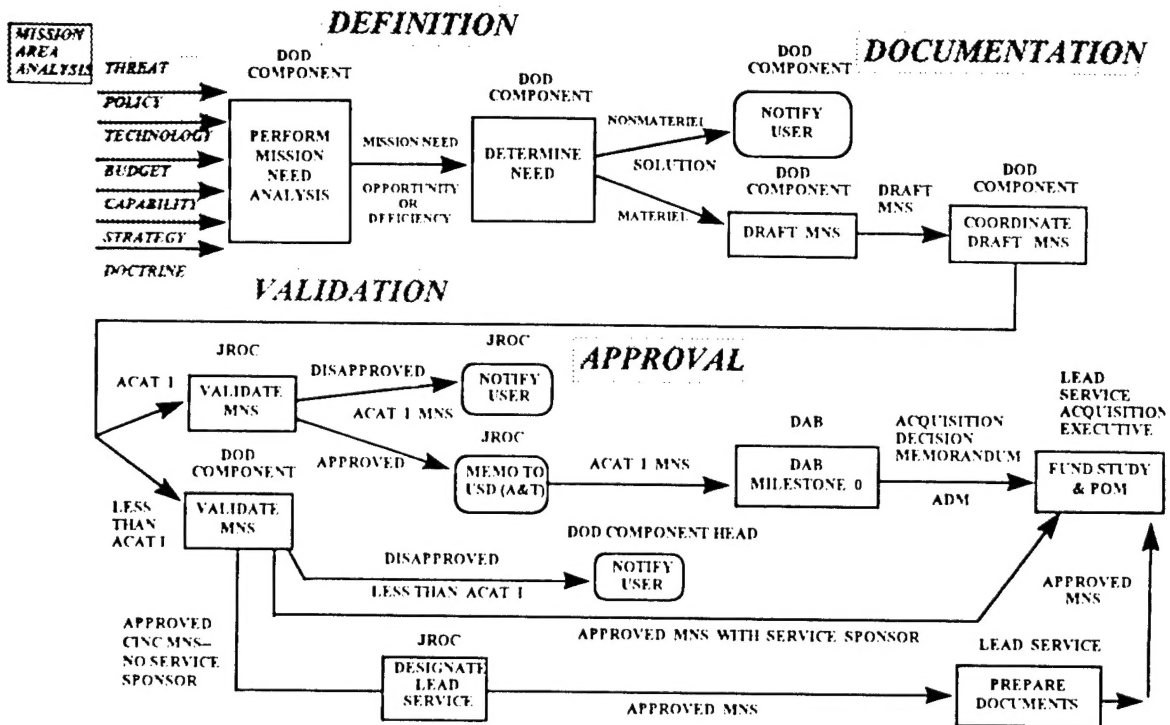 DEFINITION
MISSION
AREA
ANALYSIS
DOCUMENTATION
THREAT
POLICY
TECHNOLOGY
BUDGET
CAPABILITY
STRATEGY
DOCTRINE
DOD
COMPONENT
PERFORM
MISSION
NEED
ANALYSIS
MISSION NEED
OPPORTUNITY
OR
DEFICIENCY
DOD
COMPONENT
DETERMINE
NEED
NONMATERIEL
SOLUTION
MATERIEL
DOD
COMPONENT
NOTIFY
USER
DOD
COMPONENT
DRAFT MNS
DRAFT
MNS
DOD
COMPONENT
COORDINATE
DRAFT MNS
VALIDATION
APPROVAL
ACAT I
JROC
VALIDATE
MNS
DISAPPROVED
ACAT 1 MNS
APPROVED
JROC
NOTIFY
USER
JROC
MEMO TO
USD (A&T)
ACAT 1 MNS
DAB
DAB
MILESTONE 0
ACQUISITION
DECISION
MEMORANDUM
ADM
LEAD
SERVICE
ACQUISITION
EXECUTIVE
FUND STUDY
& POM
LESS
THAN
ACAT I
DOD
COMPONENT
VALIDATE
MNS
DISAPPROVED
LESS THAN ACAT I
DOD COMPONENT HEAD
NOTIFY
USER
APPROVED MNS WITH SERVICE SPONSOR
APPROVED
MNS
APPROVED
CINC MNS–
NO SERVICE
SPONSOR
JROC
DESIGNATE
LEAD
SERVICE
APPROVED MNS
LEAD SERVICE
PREPARE
DOCUMENTS